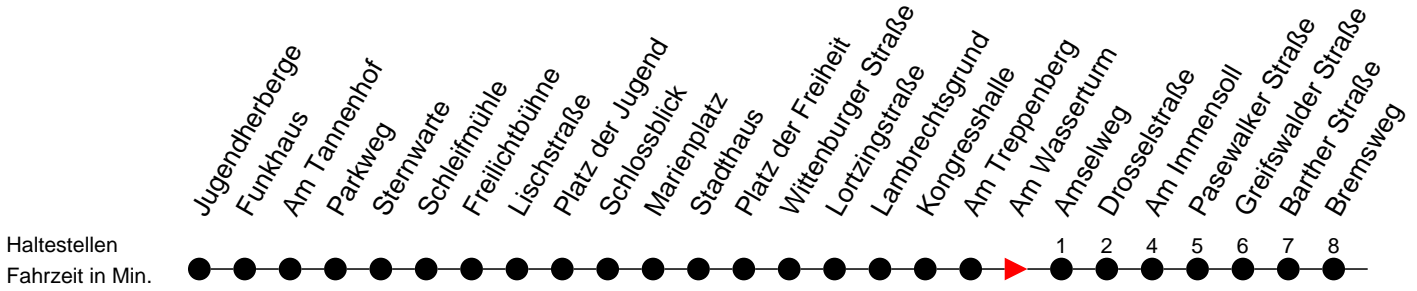 Jugendherberge
Funkhaus
Am Tannenhof
Parkweg
Sternwarte
Schleifmühle
Freilichtbühne
Lischstraße
Platz der Jugend
Schlossblick
Marienplatz
Stadthaus
Platz der Freiheit
Wittenburger Straße
Lortzingstraße
Lambrechtsgrund
Kongresshalle
Am Treppenberg
Am Wasserturm
Amselweg
Drosselstraße
Am Immensoll
Pasewalker Straße
Greifswalder Straße
Barther Straße
Bremsweg
Haltestellen 1 2 4 5 6 7 8
Fahrzeit in Min.